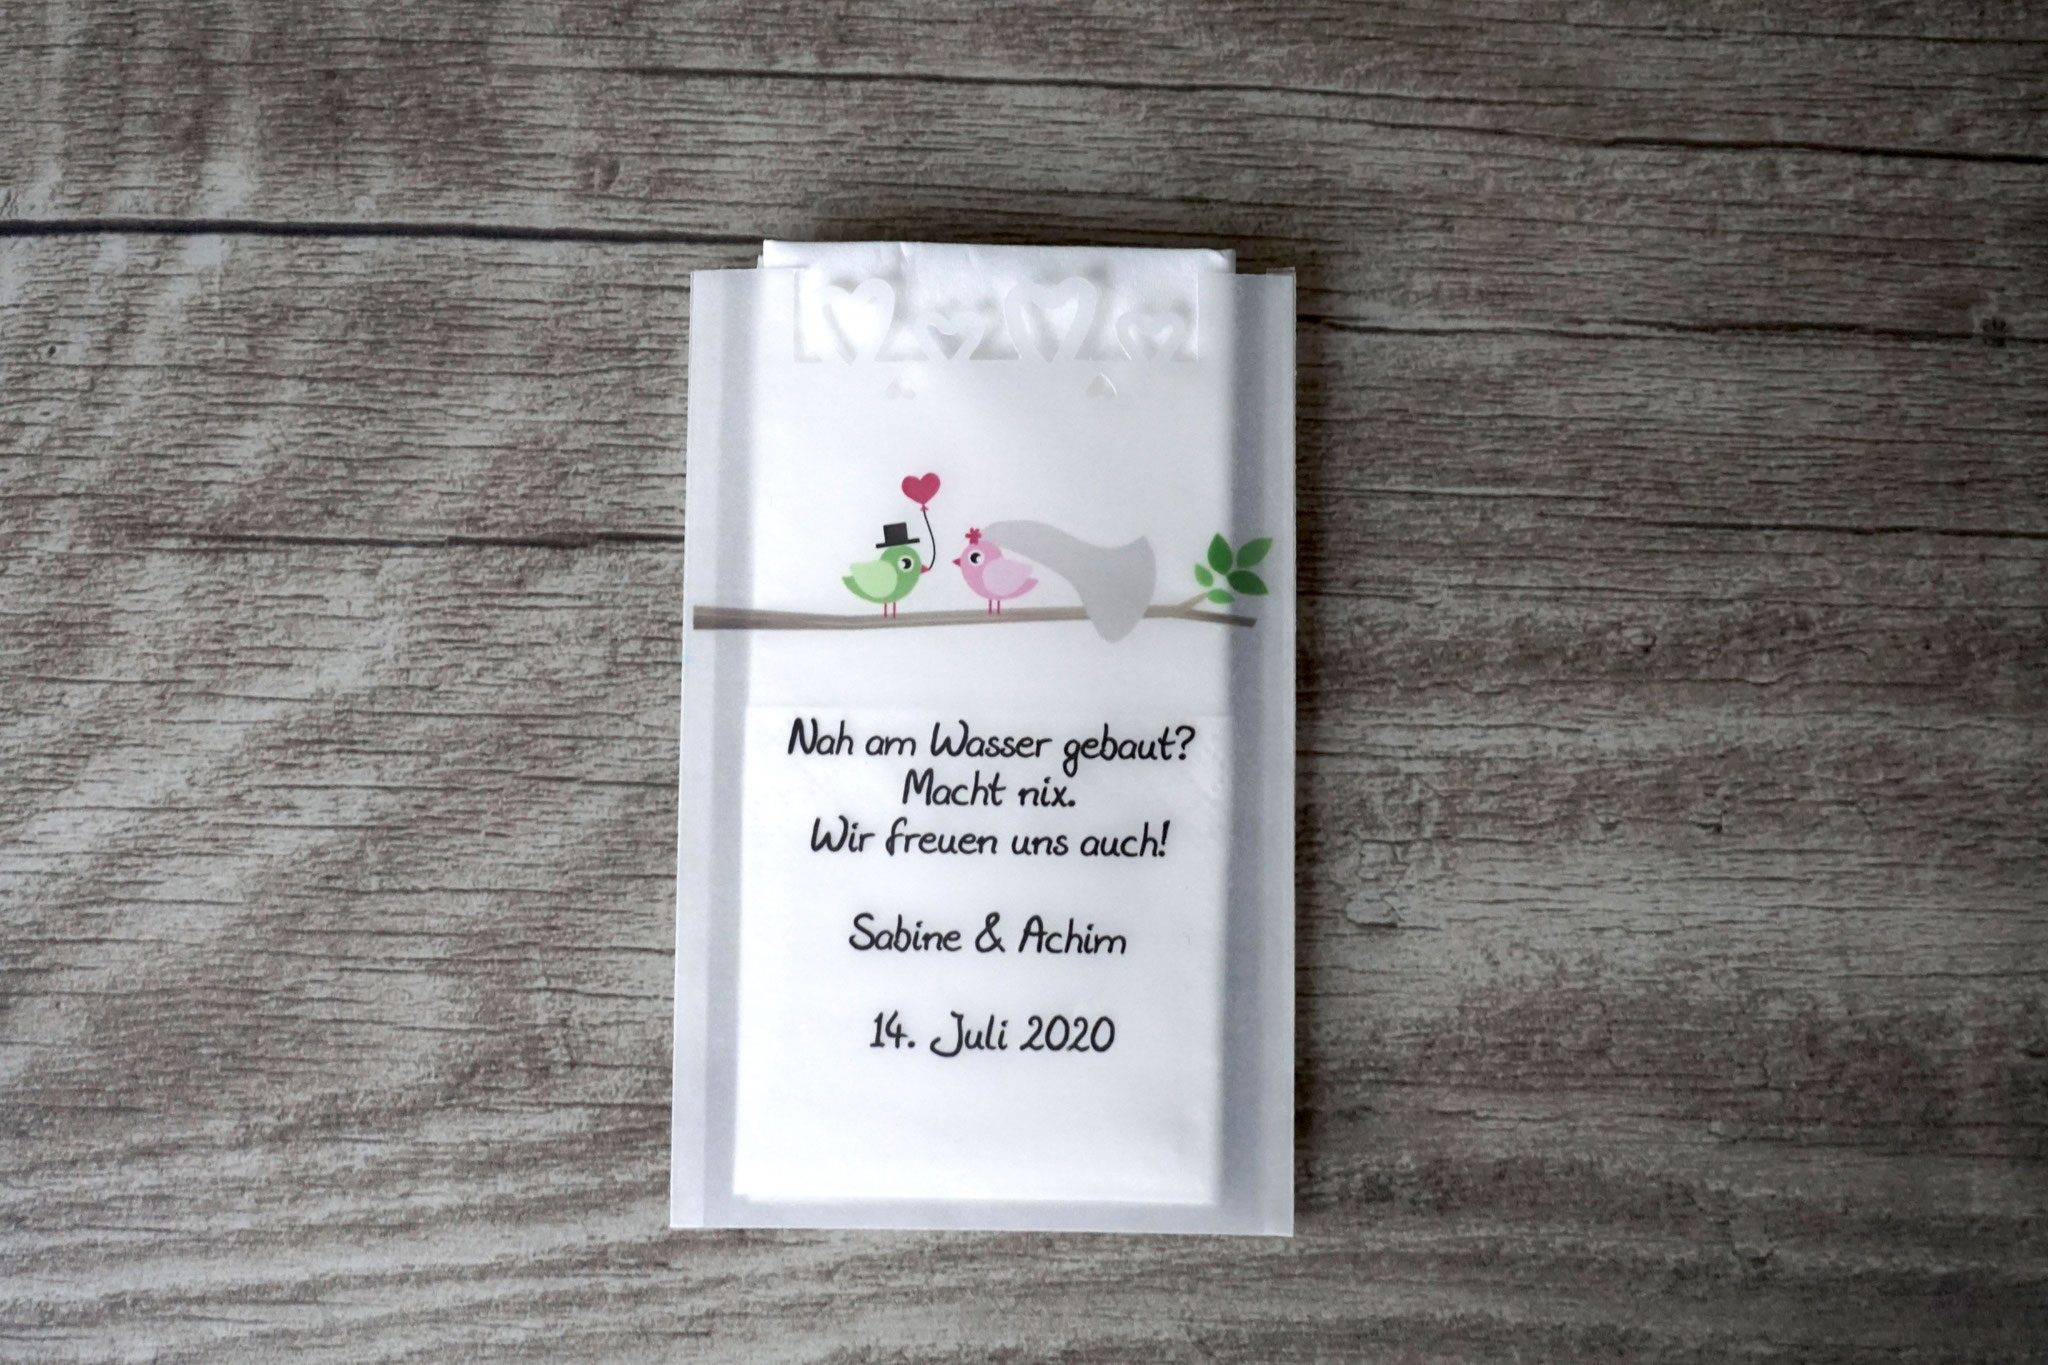 Nah am Wasser gebaut?
Macht nix.
Wir freuen uns auch!
Sabine & Achim
14. Juli 2020